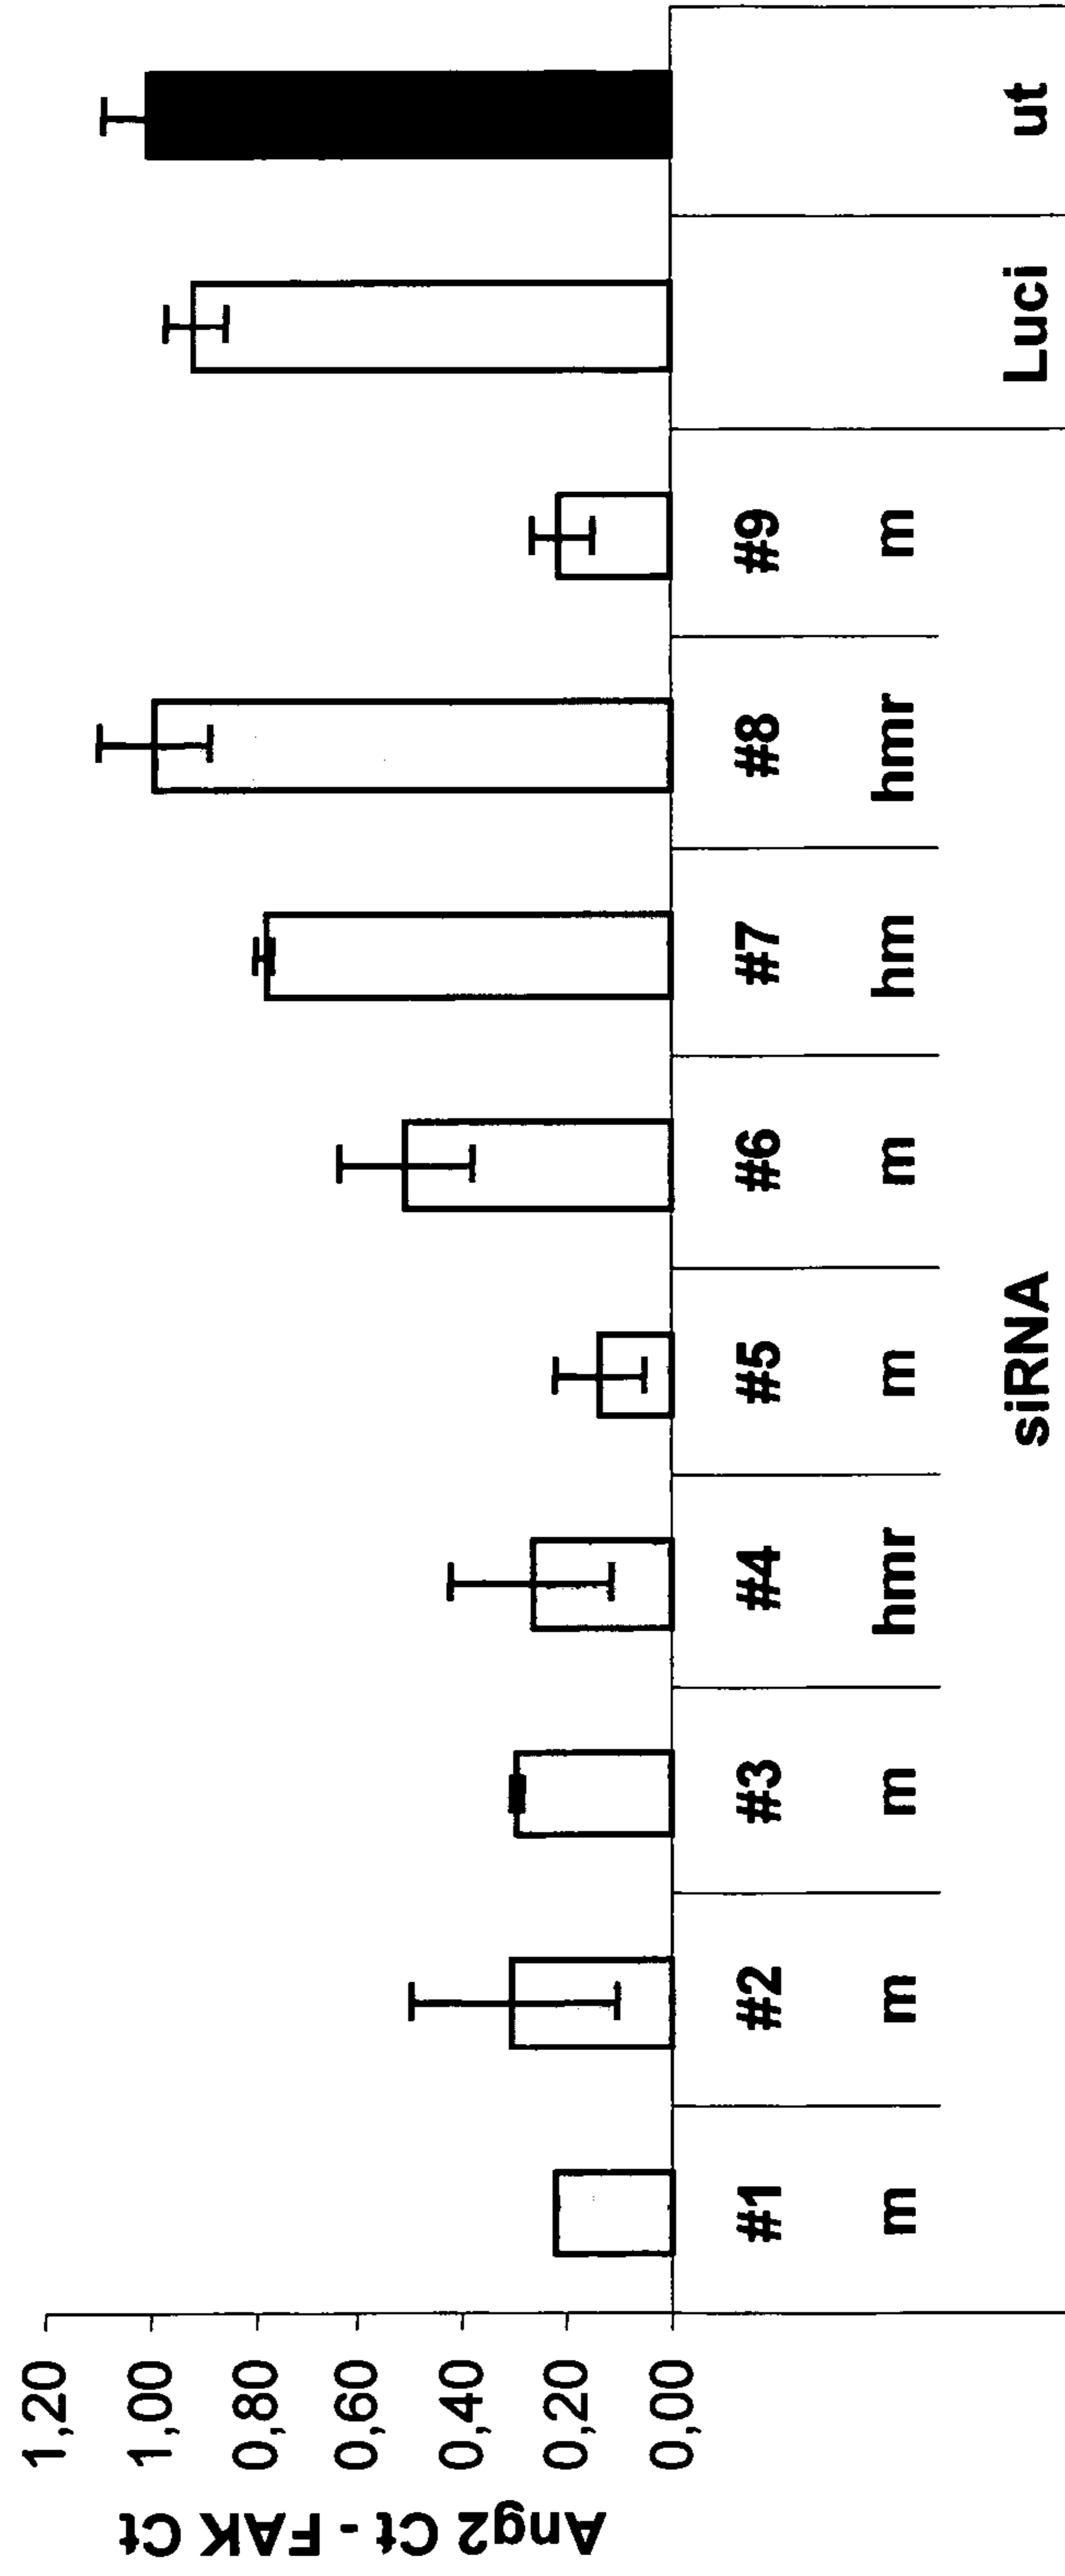 Ang2 Ct - FAK Ct
1,20
1,00
0,80
0,60
0,40
0,20
0,00
#1 #2 #3 #4 #5 #6 #7 #8 #9
m m m hmr m m hm hmr m
siRNA Luci ut